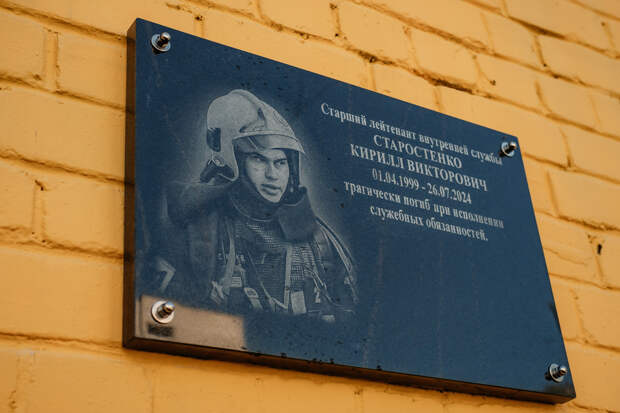 Старший лейтенант внутренней службы
СТАРОСТЕНКО
КИРИЛЛ ВИКТОРОВИЧ
01.04.1999 - 26.07.2024
трагически погиб при исполнении
служебных обязанностей.